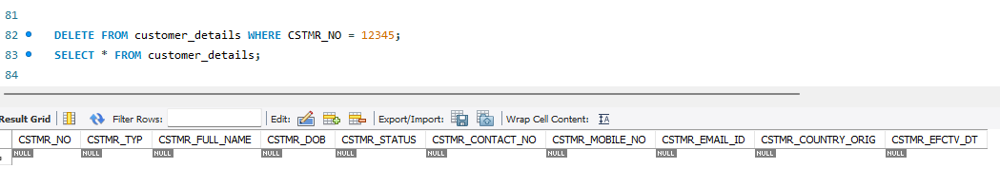 81
82 DELETE FROM customer_details WHERE CSTMR_NO = 12345;
83 SELECT * FROM customer_details;
84
Result Grid Filter Rows: Edit: Export/Import: Wrap Cell Content: IA
CSTMR_NO CSTMR_TYP CSTMR_FULL_NAME CSTMR_DOB CSTMR_STATUS CSTMR_CONTACT_NO CSTMR_MOBILE_NO CSTMR_EMAIL_ID CSTMR_COUNTRY_ORIG CSTMR_EFCTV_DT
NULL NULL NULL NULL NULL NULL NULL NULL NULL NULL